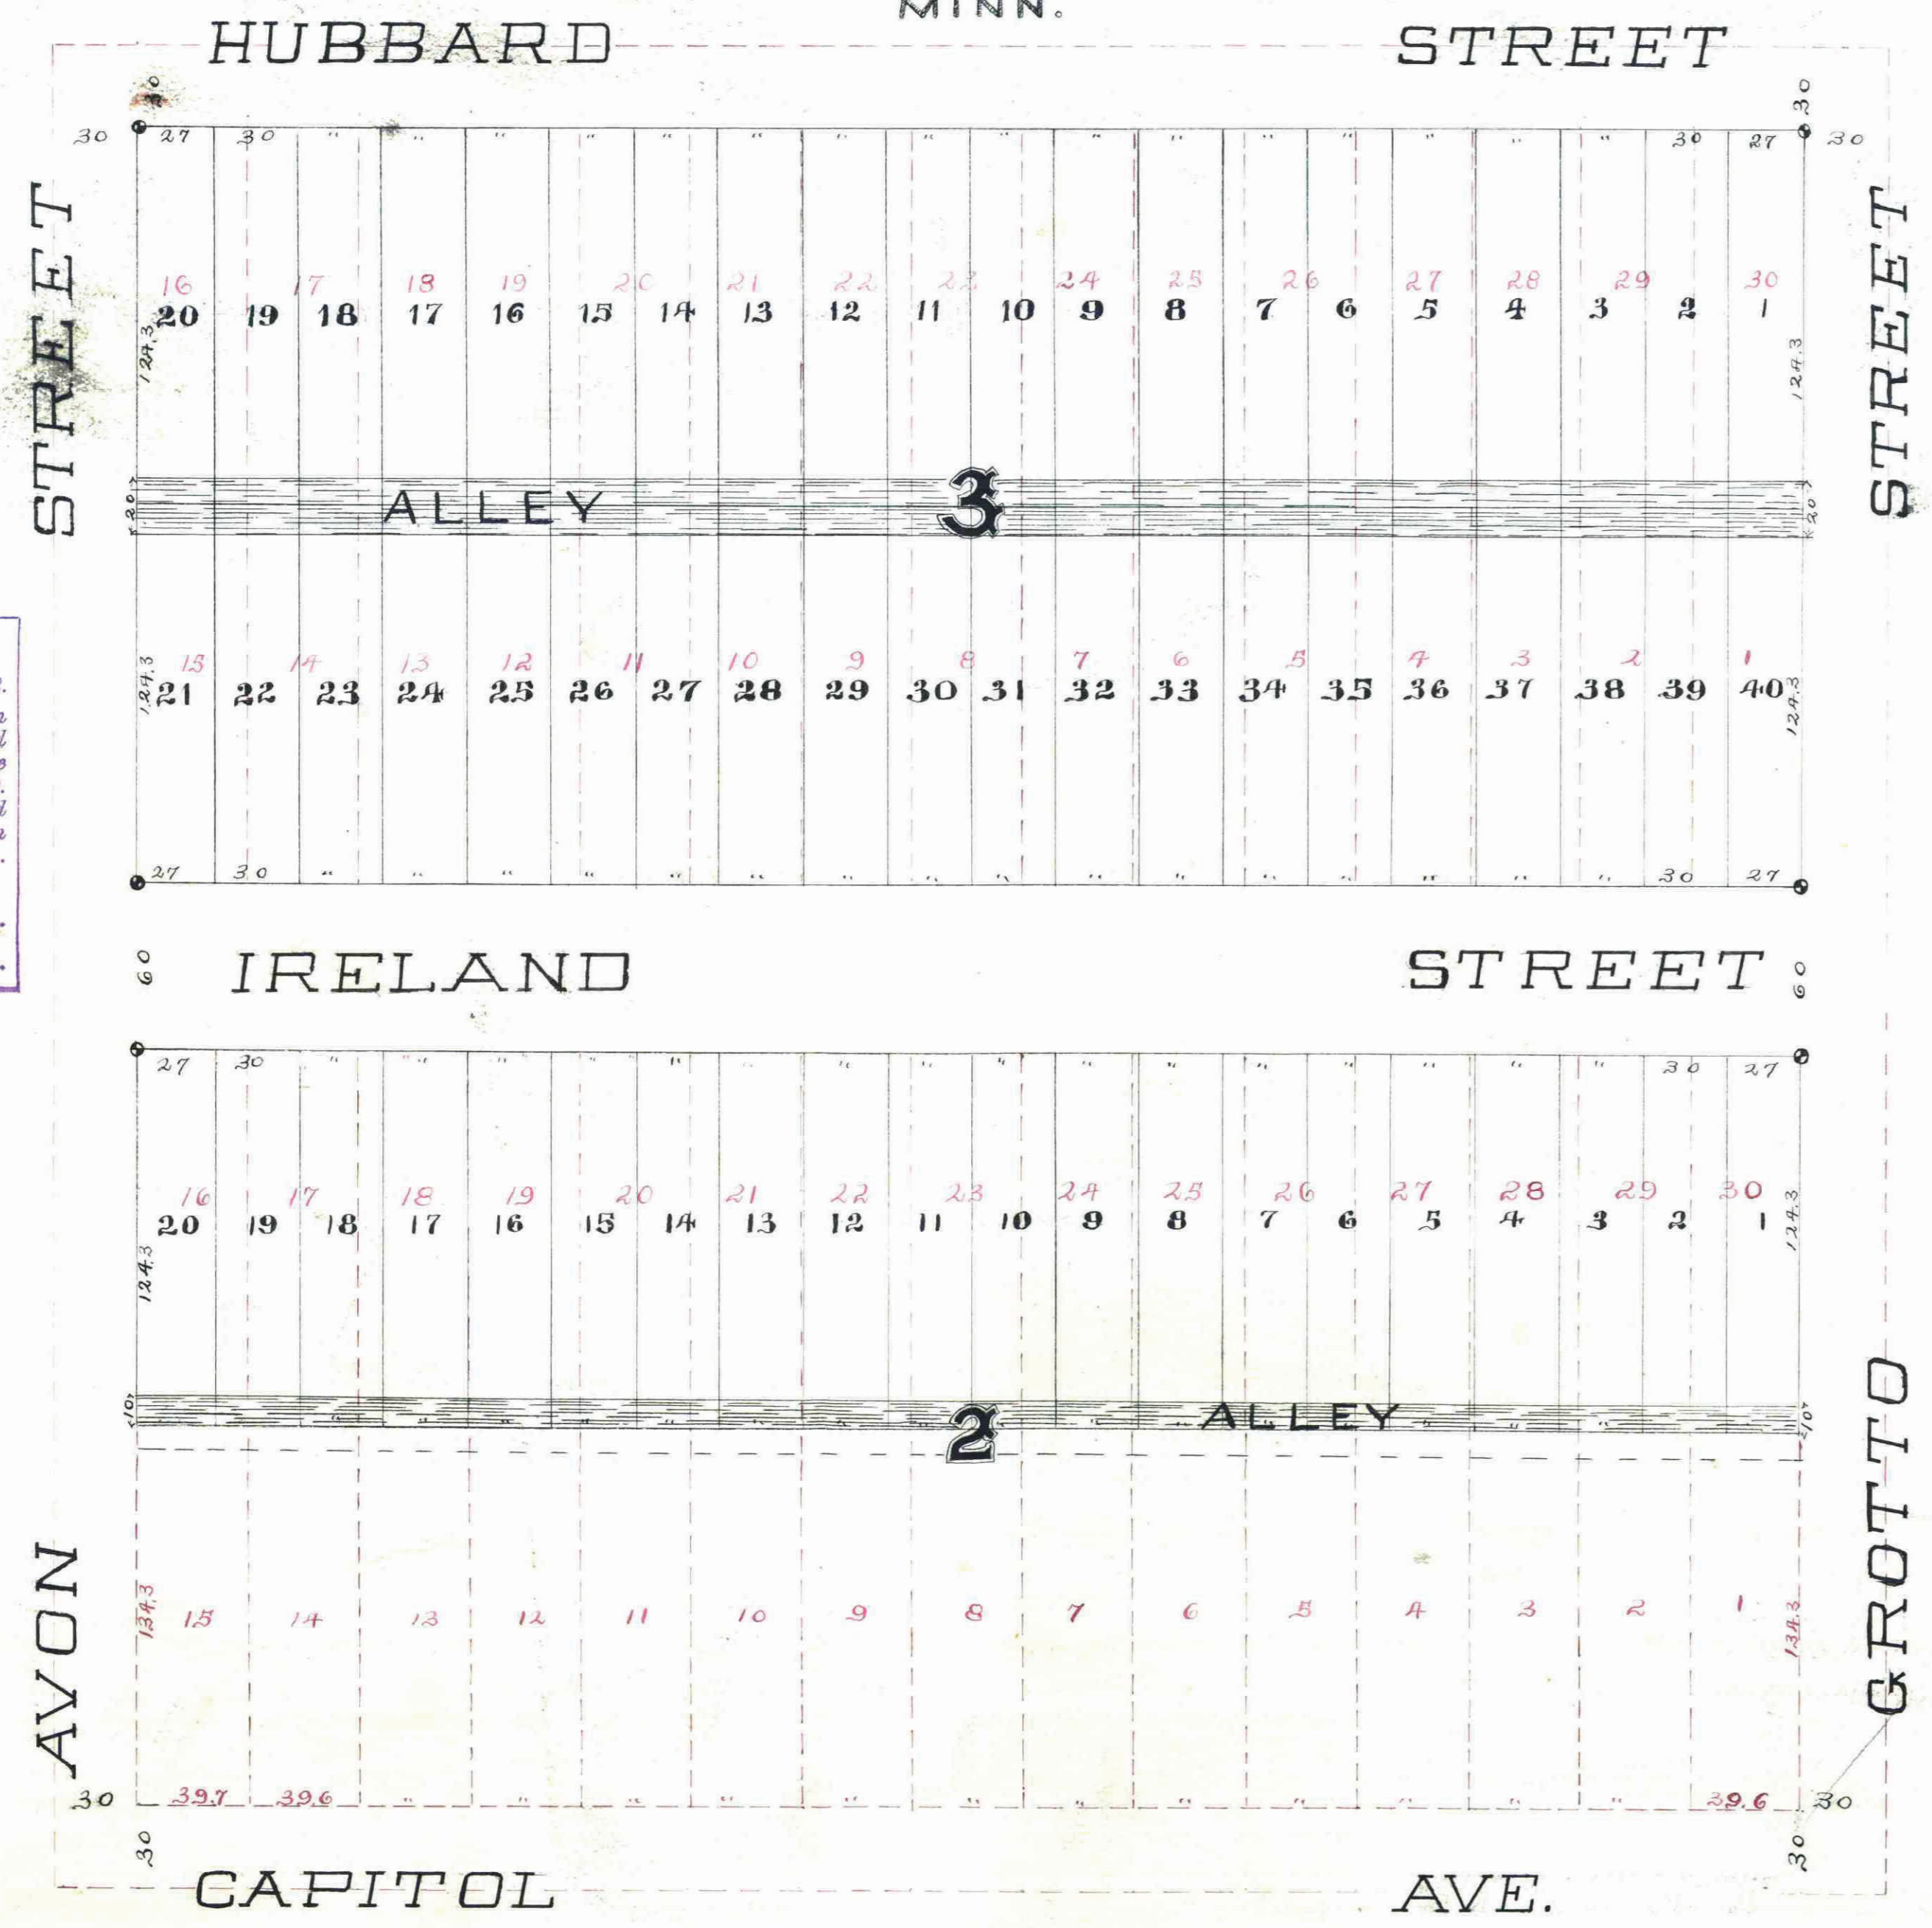 MINN.
HUBBARD STREET
30 30
30 27 30 " " " " " " " " " " " " " " " " 30 27 30
STREET
STREET
16 17 18 19 20 21 22 23 24 25 26 27 28 29 30
20 19 18 17 16 15 14 13 12 11 10 9 8 7 6 5 4 3 2 1
124.3 124.3
20 ALLEY 3 20
15 14 13 12 11 10 9 8 7 6 5 4 3 2 1
21 22 23 24 25 26 27 28 29 30 31 32 33 34 35 36 37 38 39 40
124.3 124.3
27 30 " " " " " " " " " " " " " " " " 30 27
60 IRELAND STREET 60
27 30 " " " " " " " " " " " " " " " " 30 27
16 17 18 19 20 21 22 23 24 25 26 27 28 29 30
20 19 18 17 16 15 14 13 12 11 10 9 8 7 6 5 4 3 2 1
124.3 124.3
10 2 ALLEY 10
AVON
GROTTO
134.3 15 14 13 12 11 10 9 8 7 6 5 4 3 2 1 134.3
30 39.7 39.6 " " " " " " " " " " " " 39.6 30
30 30
CAPITOL AVE.